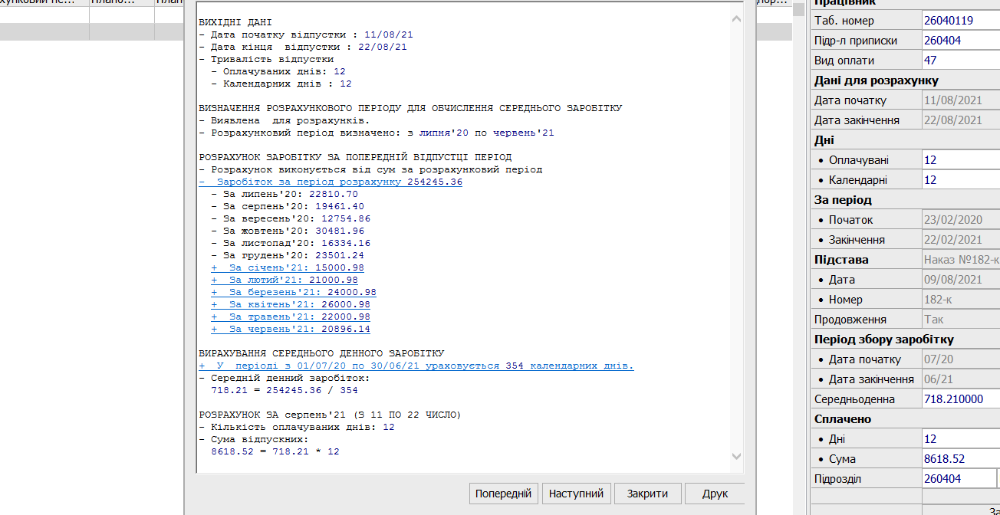 ВИХІДНІ ДАНІ
- Дата початку відпустки : 11/08/21
- Дата кінця відпустки : 22/08/21
- Тривалість відпустки
- Оплачуваних днів: 12
- Календарних днів : 12
ВИЗНАЧЕННЯ РОЗРАХУНКОВОГО ПЕРІОДУ ДЛЯ ОБЧИСЛЕННЯ СЕРЕДНЬОГО ЗАРОБІТКУ
- Виявлена для розрахунків.
- Розрахунковий період визначено: з липня'20 по червень'21
РОЗРАХУНОК ЗАРОБІТКУ ЗА ПОПЕРЕДНІЙ ВІДПУСТЦІ ПЕРІОД
- Розрахунок виконується від сум за розрахунковий період
- Заробіток за період розрахунку 254245.36
- За липень'20: 22810.70
- За серпень'20: 19461.40
- За вересень'20: 12754.86
- За жовтень'20: 30481.96
- За листопад'20: 16334.16
- За грудень'20: 23501.24
+ За січень'21: 15000.98
+ За лютий'21: 21000.98
+ За березень'21: 24000.98
+ За квітень'21: 26000.98
+ За травень'21: 22000.98
+ За червень'21: 20896.14
ВИРАХУВАННЯ СЕРЕДНЬОГО ДЕННОГО ЗАРОБІТКУ
+ У періоді з 01/07/20 по 30/06/21 ураховується 354 календарних днів.
- Середній денний заробіток:
718.21 = 254245.36 / 354
РОЗРАХУНОК ЗА серпень'21 (З 11 ПО 22 ЧИСЛО)
- Кількість оплачуваних днів: 12
- Сума відпускних:
8618.52 = 718.21 * 12
Попередній Наступний Закрити Друк
Працівник
Таб. номер 26040119
Підр-л приписки 260404
Вид оплати 47
Дані для розрахунку
Дата початку 11/08/2021
Дата закінчення 22/08/2021
Дні
• Оплачувані 12
• Календарні 12
За період
• Початок 23/02/2020
• Закінчення 22/02/2021
Підстава Наказ №182-к
• Дата 09/08/2021
• Номер 182-к
Продовження Так
Період збору заробітку
• Дата початку 07/20
• Дата закінчення 06/21
Середньоденна 718.210000
Сплачено
• Дні 12
• Сума 8618.52
Підрозділ 260404